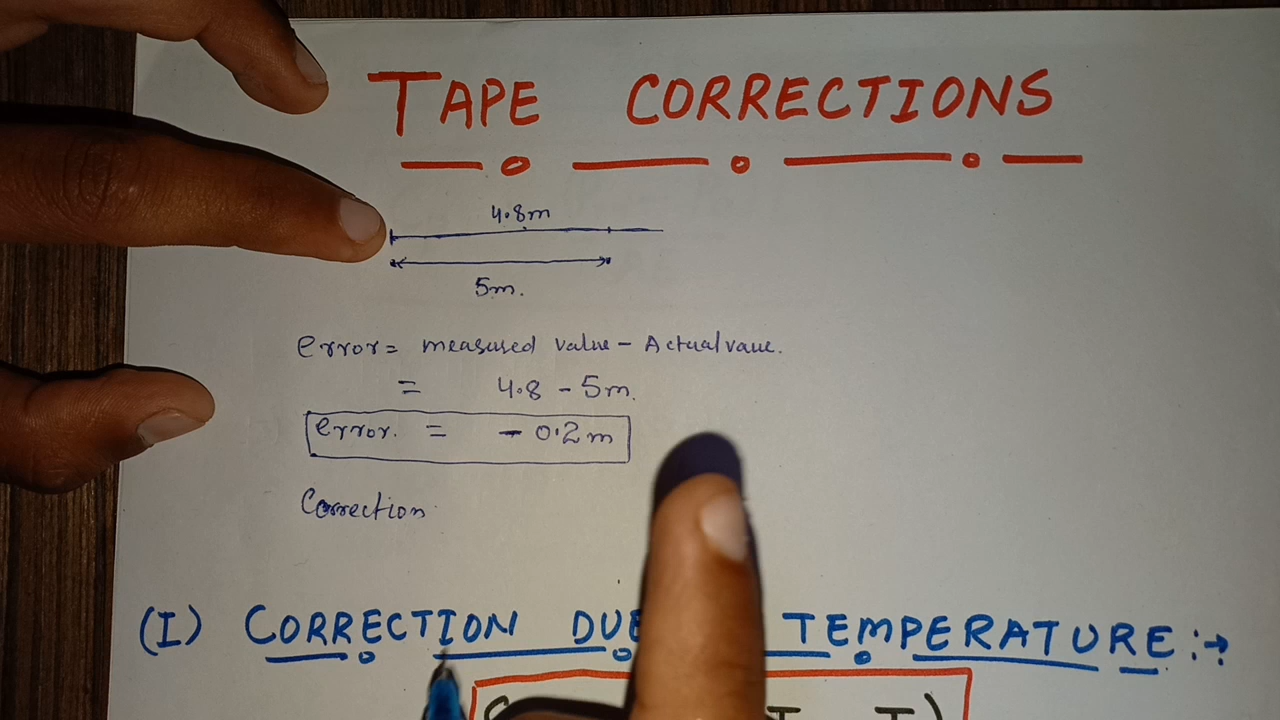 TAPE CORRECTIONS
4.8m
5m.
error = measured value - Actual vaue.
= 4.8 - 5m.
error. = - 0.2m
Correction
(I) CORRECTION DUE TEMPERATURE :→